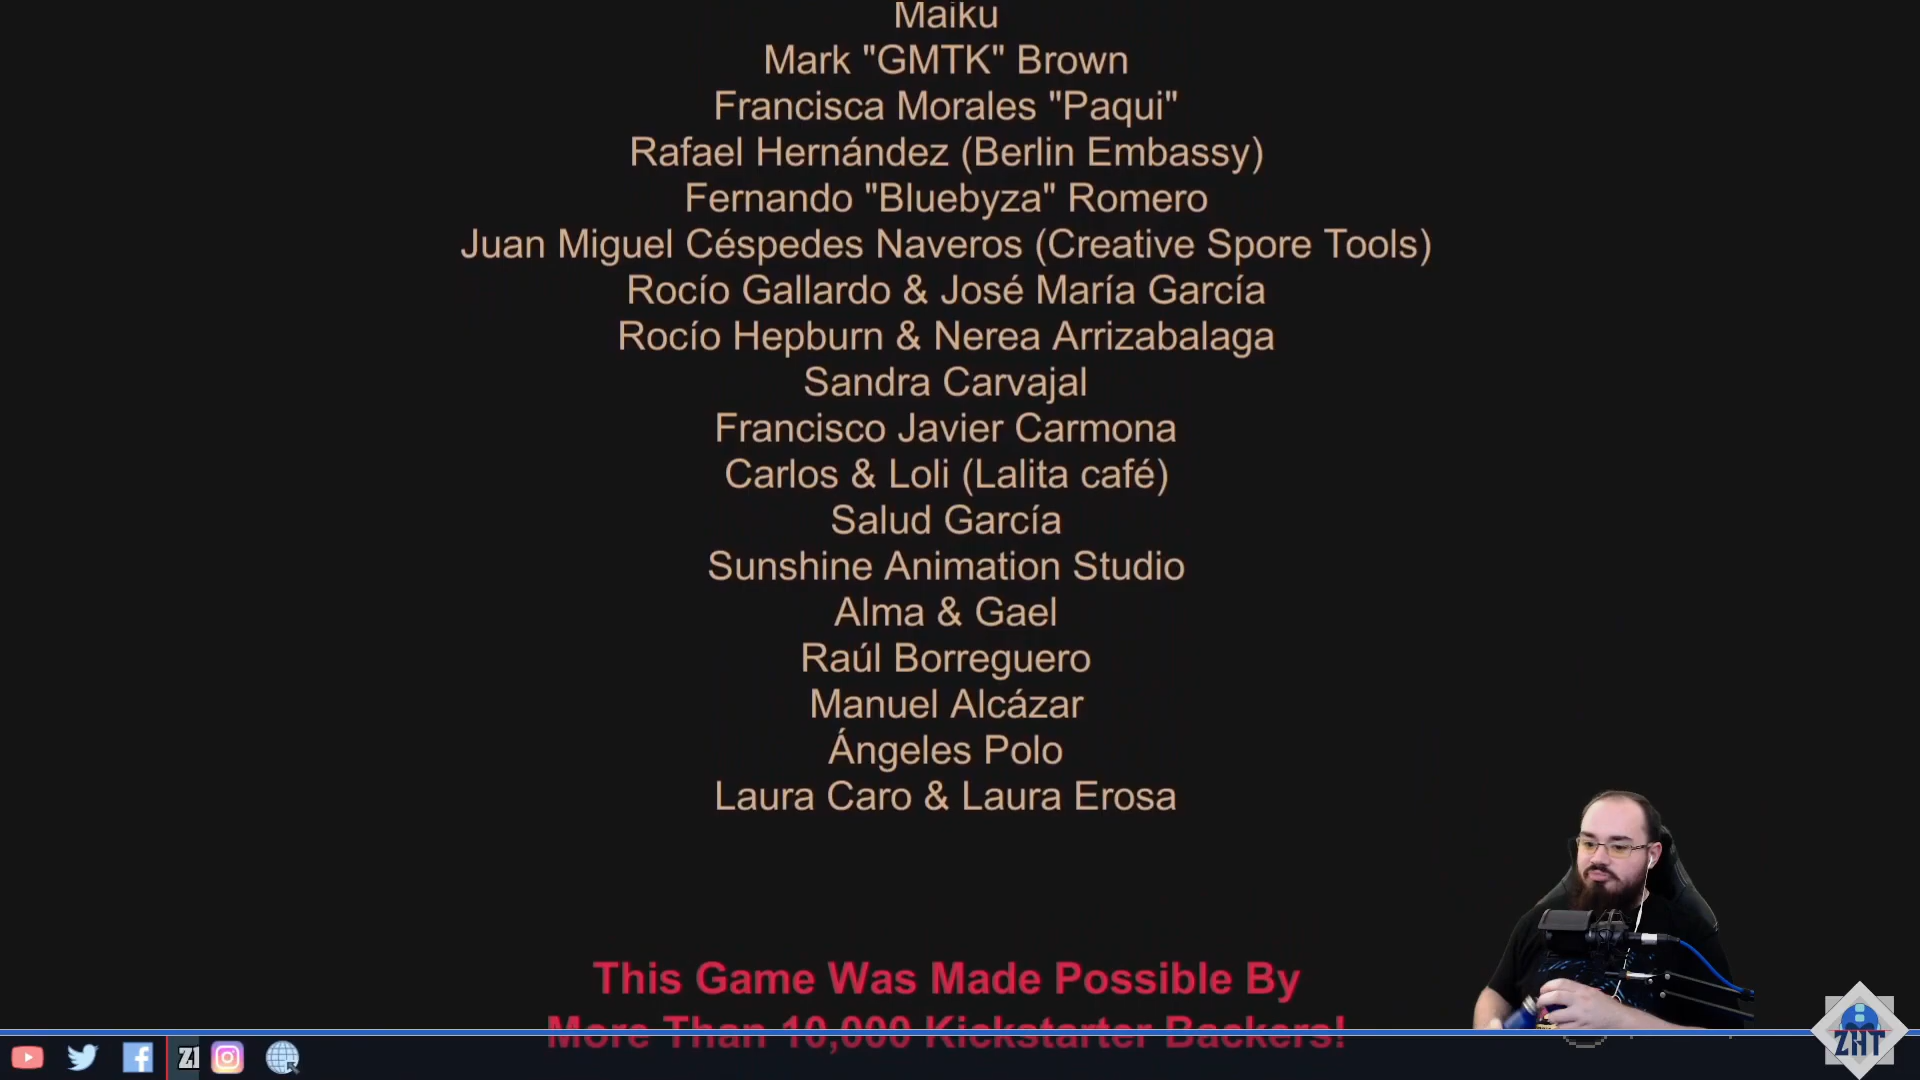 Maiku
Mark "GMTK" Brown
Francisca Morales "Paqui"
Rafael Hernández (Berlin Embassy)
Fernando "Bluebyza" Romero
Juan Miguel Céspedes Naveros (Creative Spore Tools)
Rocío Gallardo & José María García
Rocío Hepburn & Nerea Arrizabalaga
Sandra Carvajal
Francisco Javier Carmona
Carlos & Loli (Lalita café)
Salud García
Sunshine Animation Studio
Alma & Gael
Raúl Borreguero
Manuel Alcázar
Ángeles Polo
Laura Caro & Laura Erosa
This Game Was Made Possible By
More Than 10,000 Kickstarter Backers!
ZHT